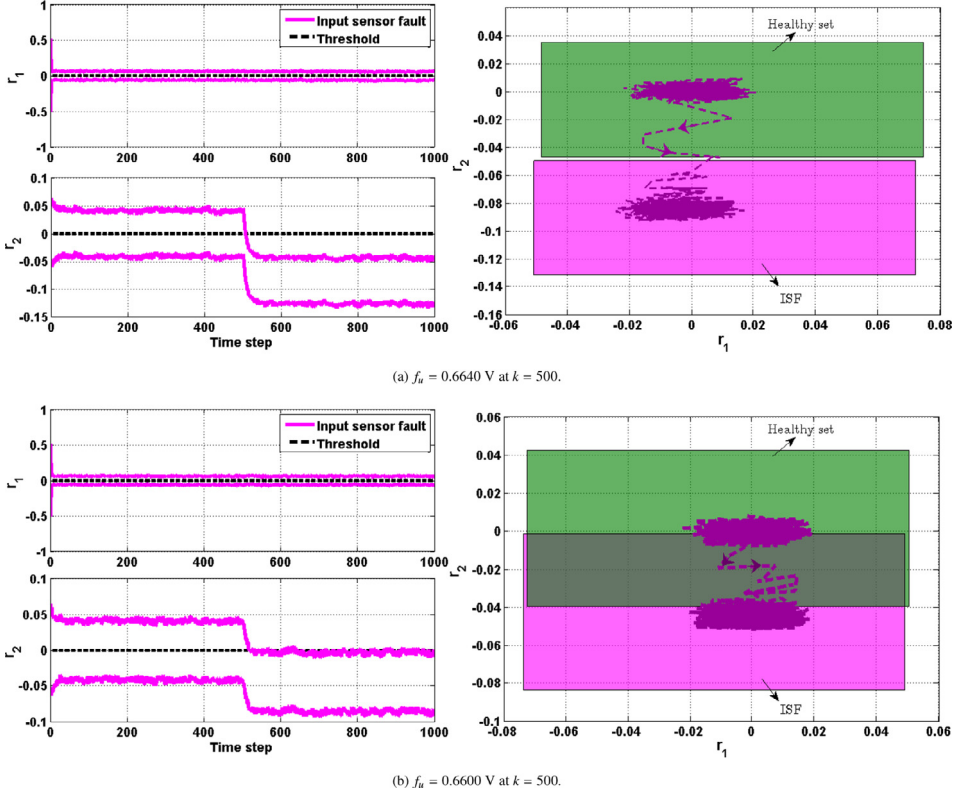 1
0.5
0
-0.5
-1
r1
Input sensor fault
Threshold
0 200 400 600 800 1000
0.1
0.05
0
-0.05
-0.1
-0.15
r2
0 200 400 600 800 1000
Time step
0.06
0.04
0.02
0
-0.02
-0.04
-0.06
-0.08
-0.1
-0.12
-0.14
-0.16
r2
Healthy set
ISF
-0.06 -0.04 -0.02 0 0.02 0.04 0.06 0.08
r1
(a) fu = 0.6640 V at k = 500.
1
0.5
0
-0.5
-1
r1
Input sensor fault
Threshold
0 200 400 600 800 1000
0.1
0.05
0
-0.05
-0.1
r2
0 200 400 600 800 1000
Time step
0.06
0.04
0.02
0
-0.02
-0.04
-0.06
-0.08
-0.1
r2
Healthy set
ISF
-0.08 -0.06 -0.04 -0.02 0 0.02 0.04 0.06
r1
(b) fu = 0.6600 V at k = 500.